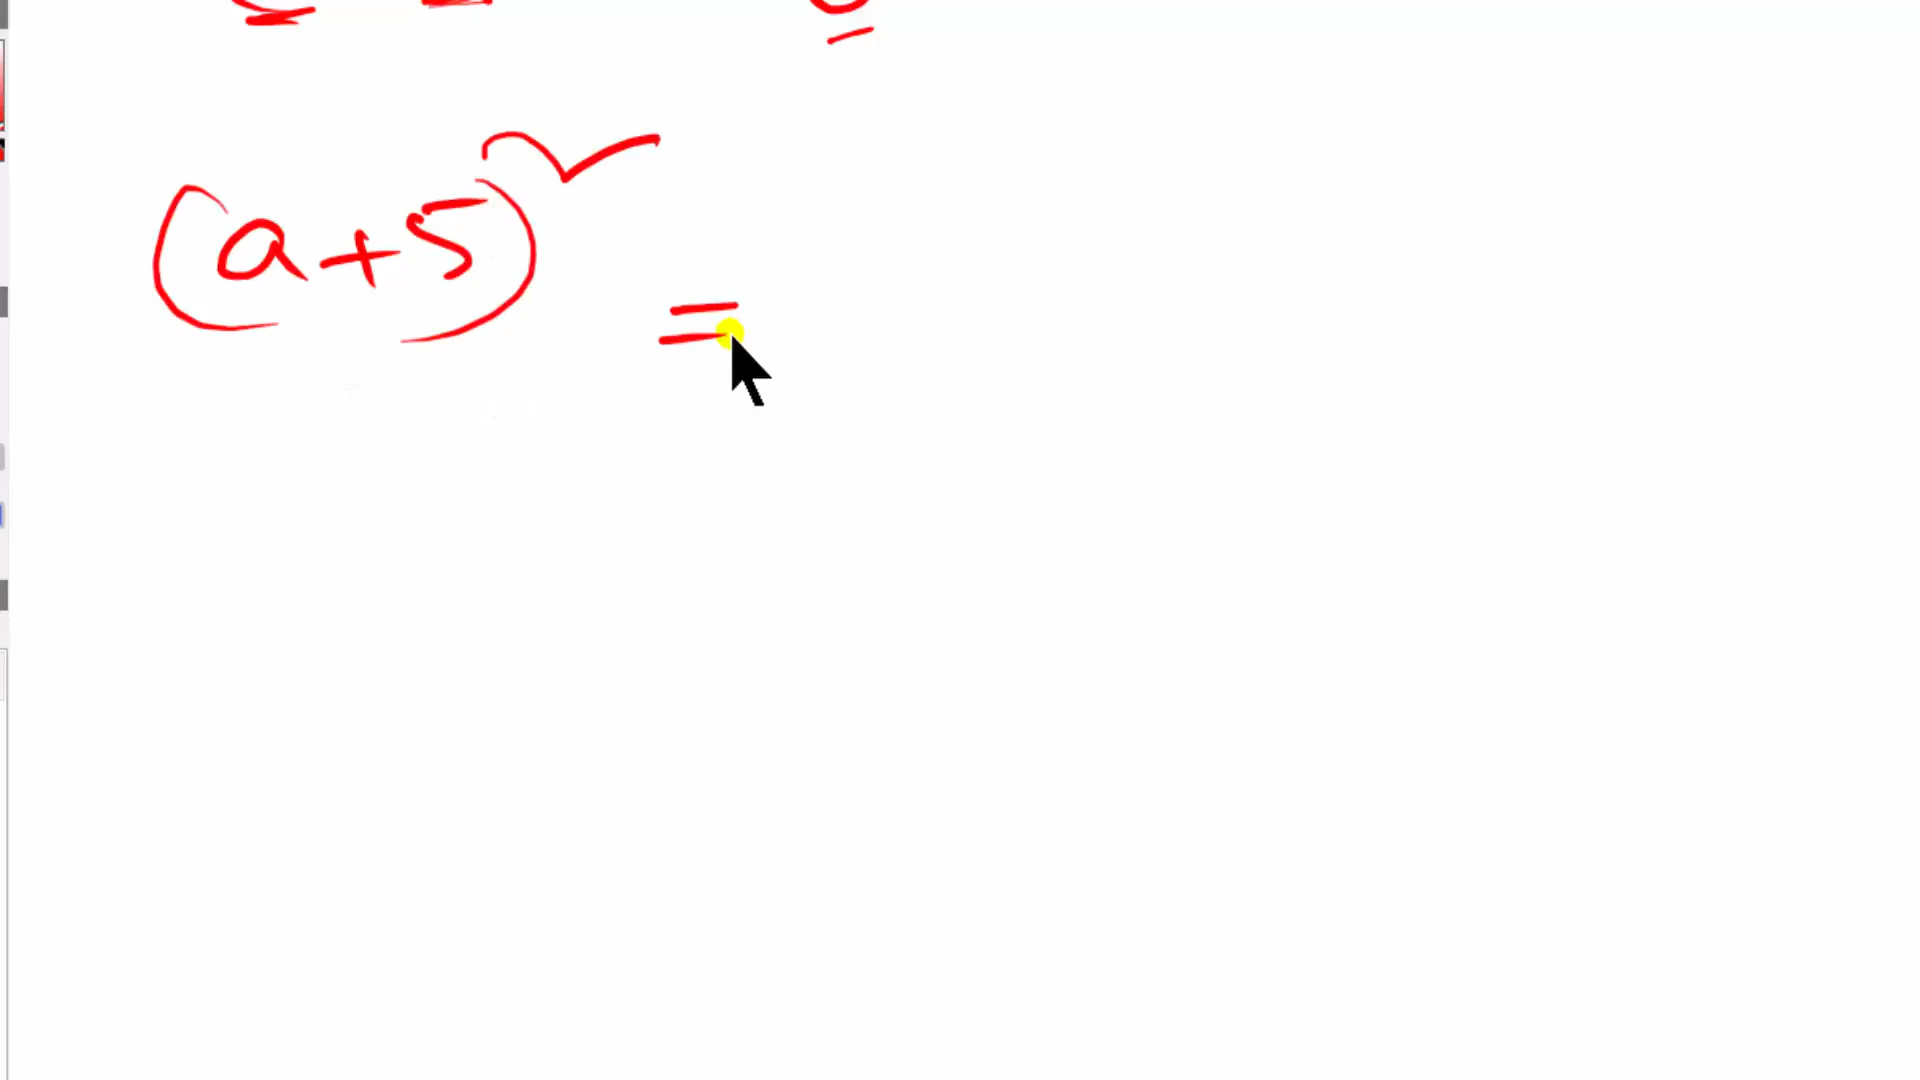 (a+5)² =